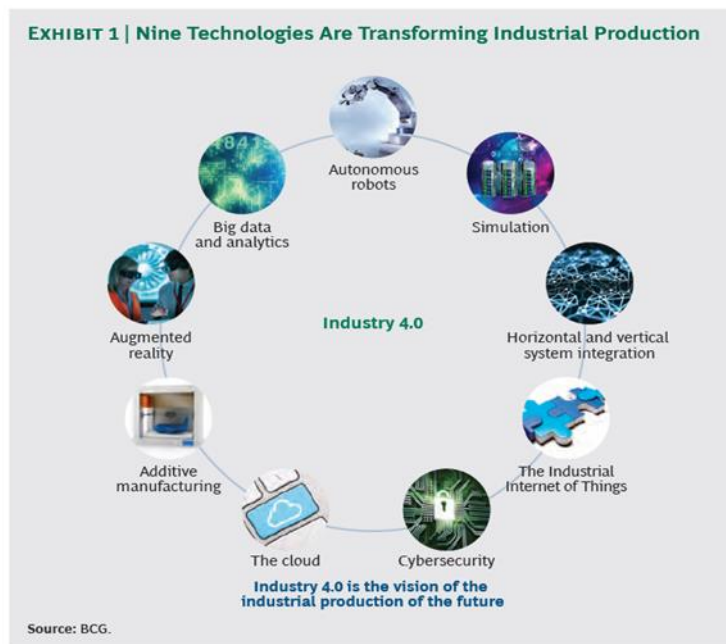 EXHIBIT 1 | Nine Technologies Are Transforming Industrial Production
18415
Autonomous
robots
Big data
and analytics
Simulation
Augmented
reality
Industry 4.0
Horizontal and vertical
system integration
Additive
manufacturing
The Industrial
Internet of Things
The cloud
Cybersecurity
Industry 4.0 is the vision of the
industrial production of the future
Source: BCG.